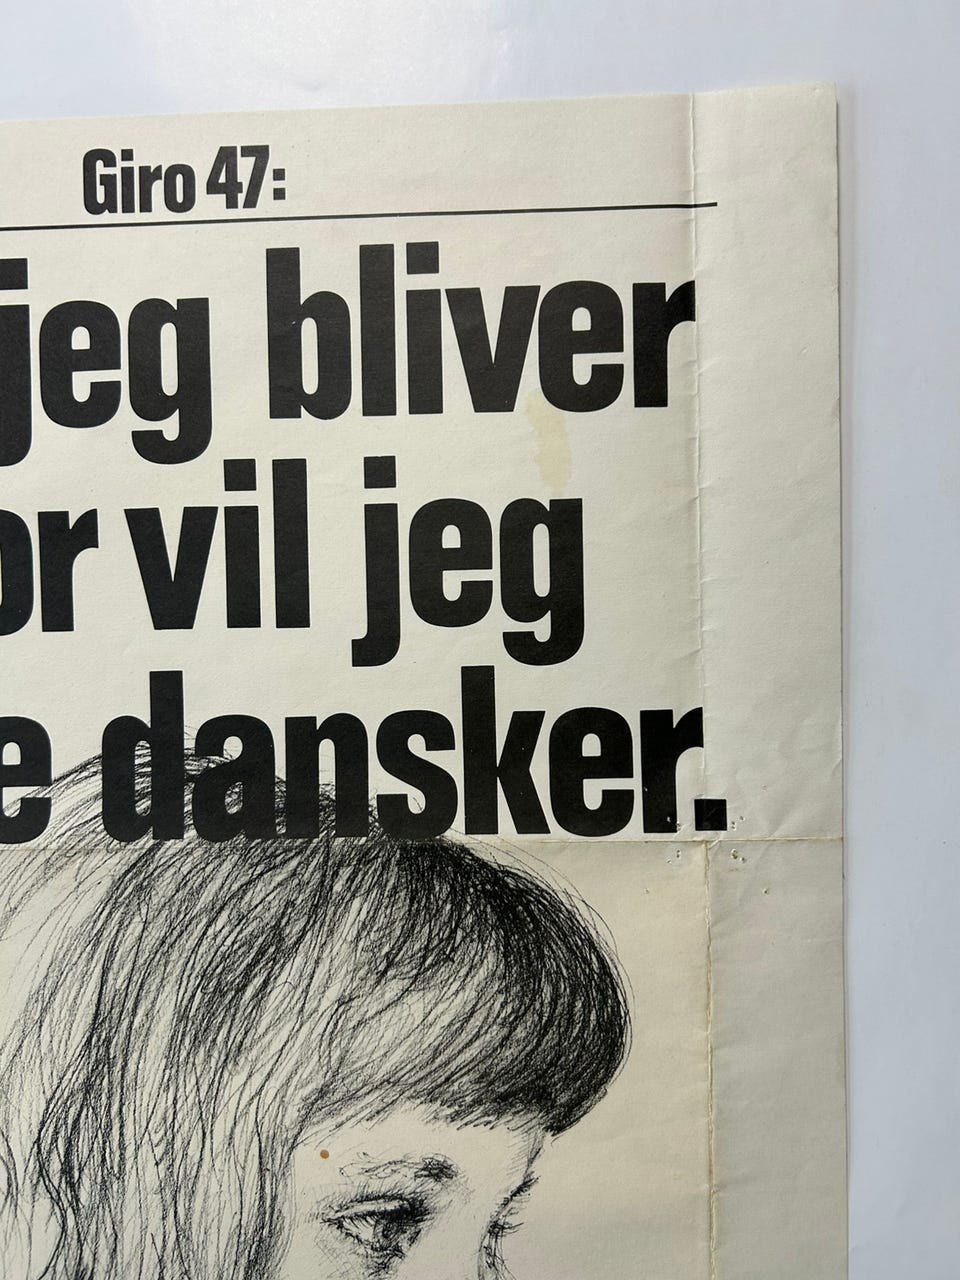 Giro 47:
jeg bliver
or vil jeg
e dansker.